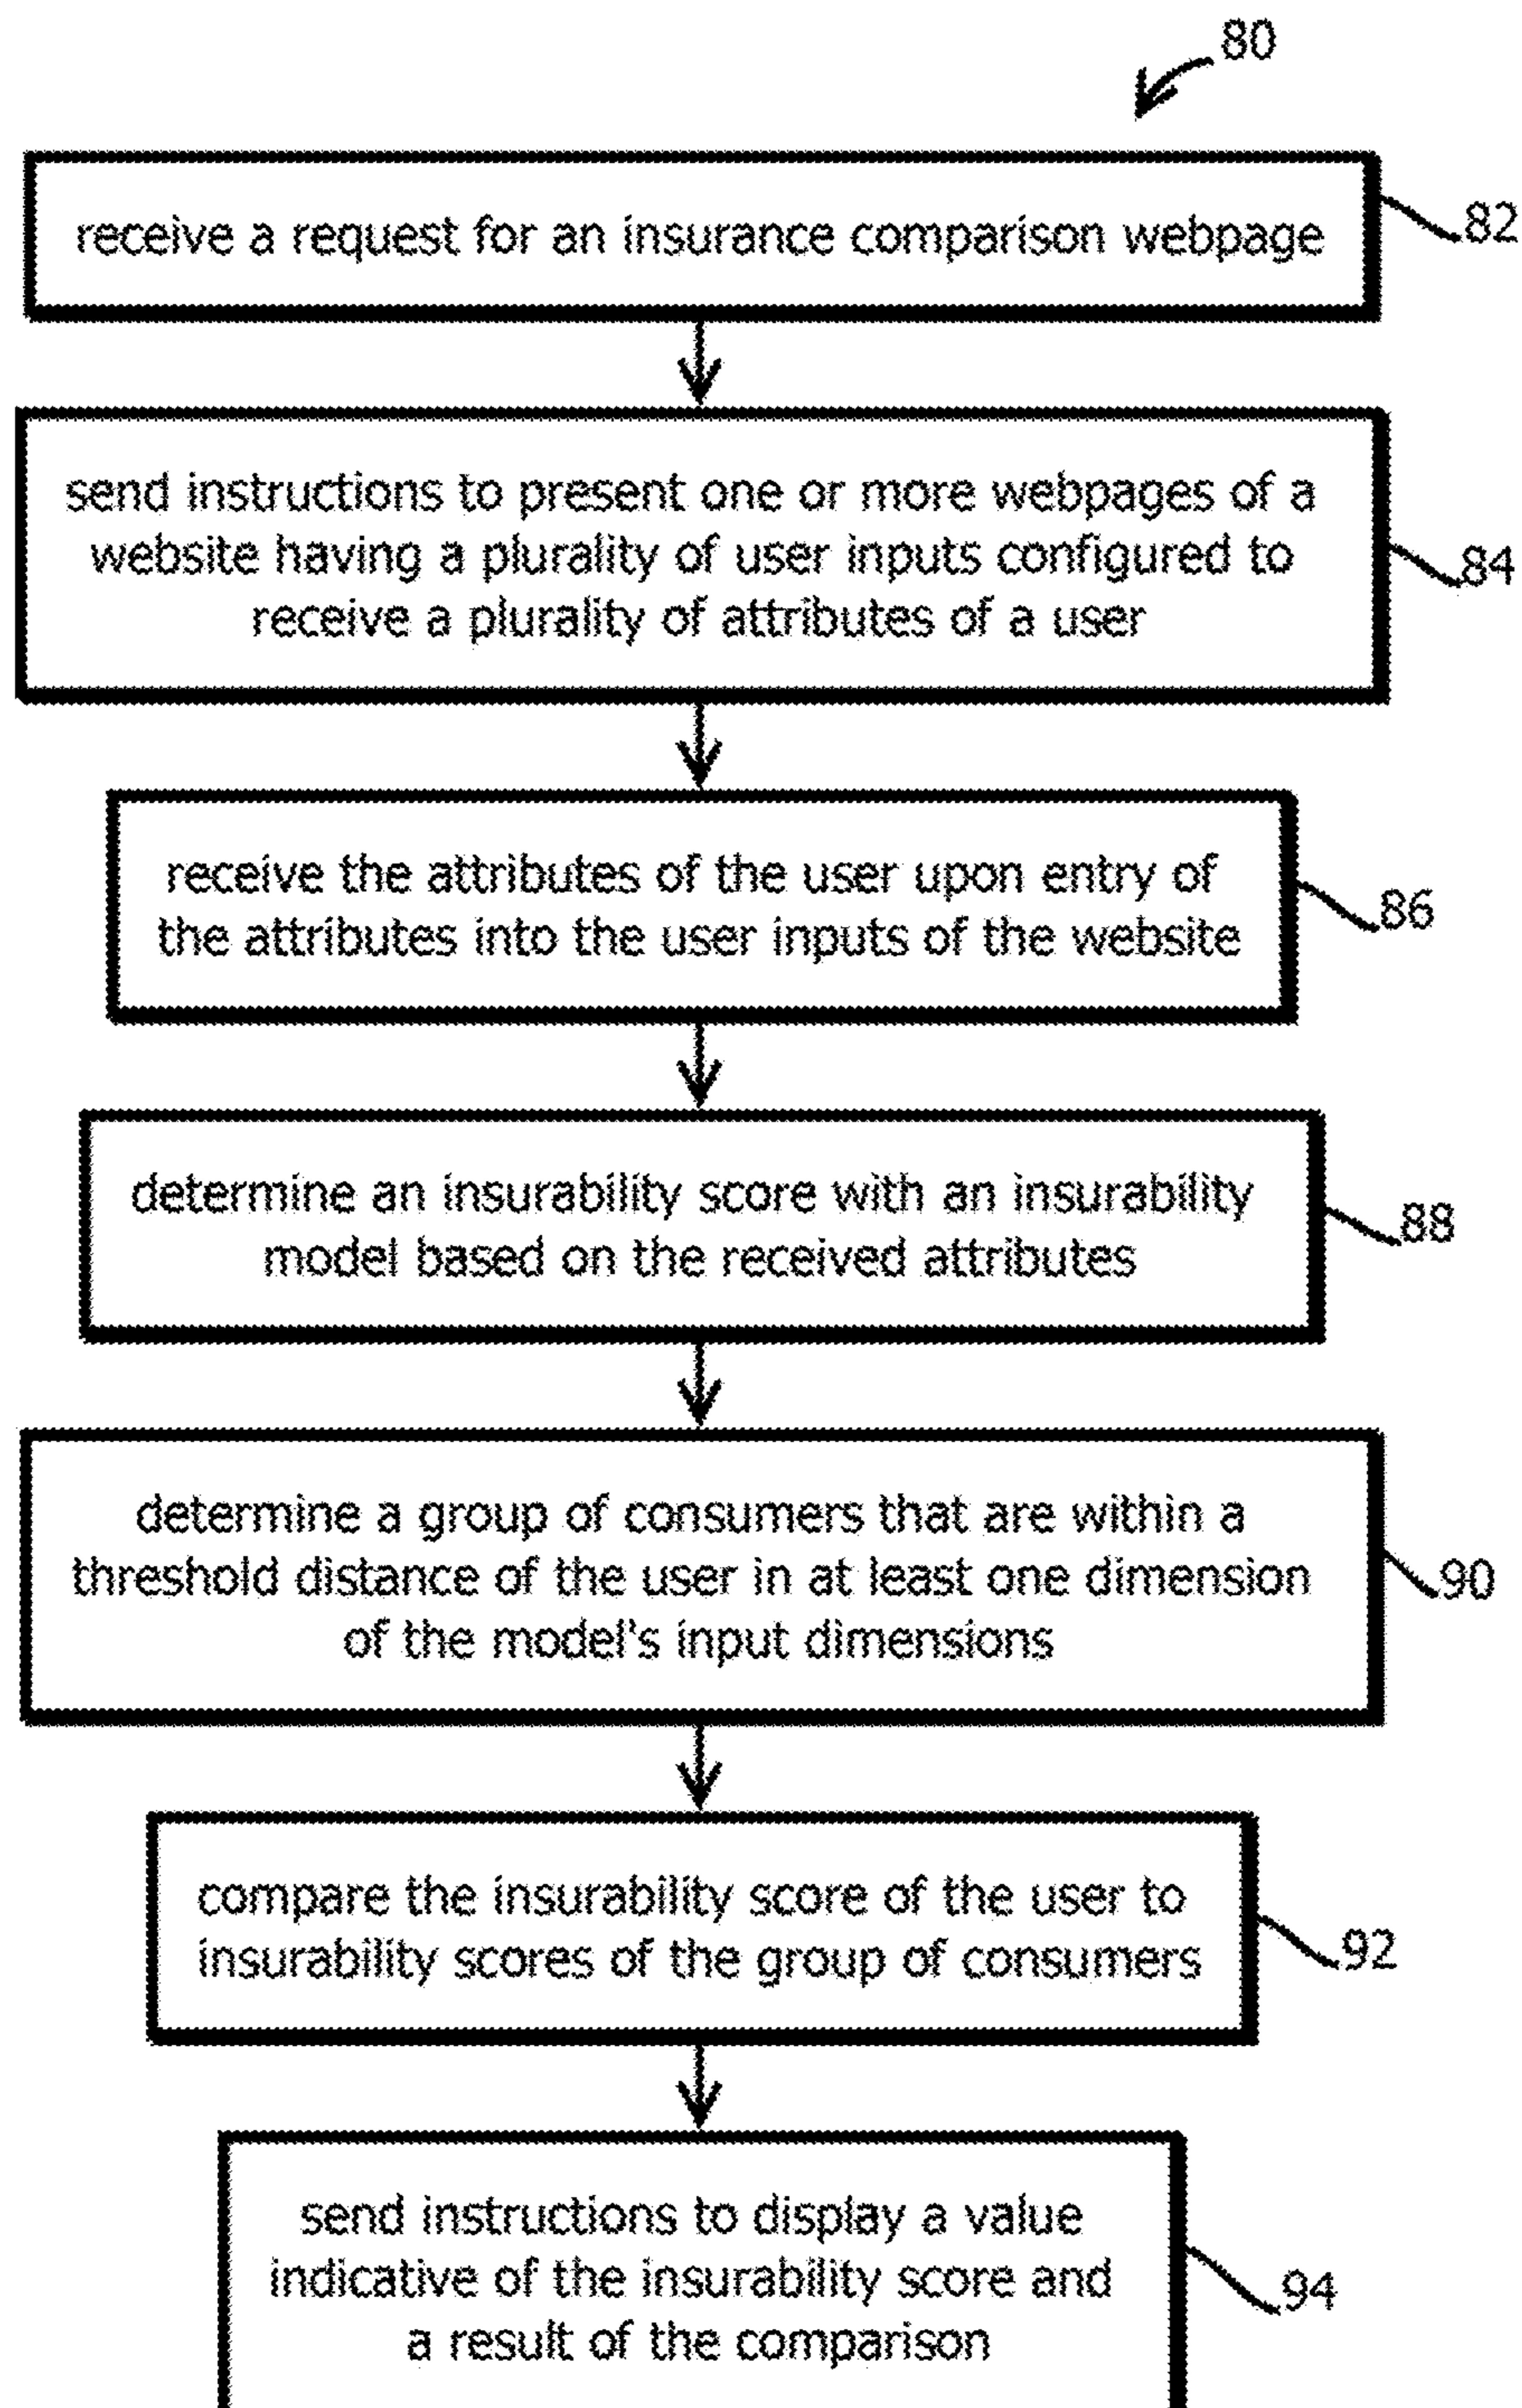 80
receive a request for an insurance comparison webpage
82
send instructions to present one or more webpages of a
website having a plurality of user inputs configured to
receive a plurality of attributes of a user
84
receive the attributes of the user upon entry of
the attributes into the user inputs of the website
86
determine an insurability score with an insurability
model based on the received attributes
88
determine a group of consumers that are within a
threshold distance of the user in at least one dimension
of the model's input dimensions
90
compare the insurability score of the user to
insurability scores of the group of consumers
92
send instructions to display a value
indicative of the insurability score and
a result of the comparison
94